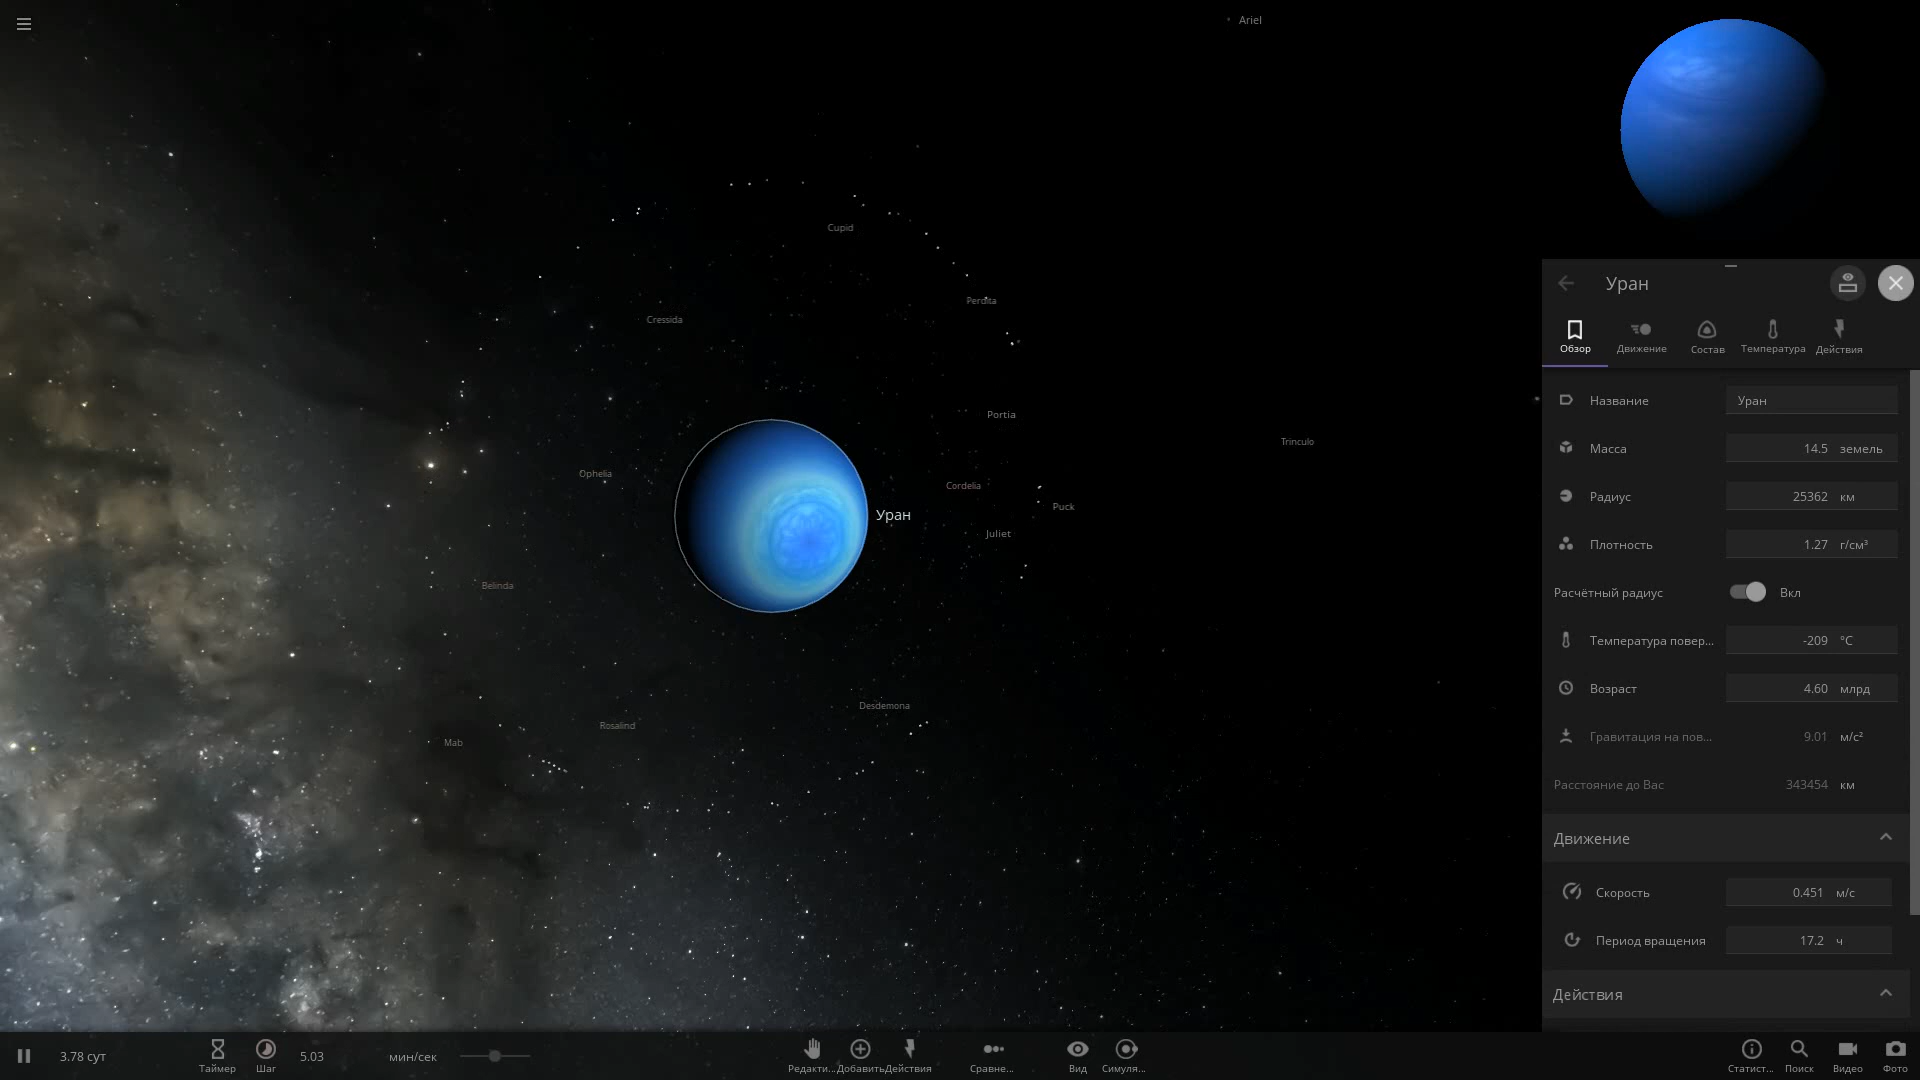 Ariel
Cupid
Perdita
Cressida
Portia
Trinculo
Ophelia
Cordelia
Puck
Уран
Juliet
Belinda
Desdemona
Rosalind
Mab
Уран
Обзор Движение Состав Температура Действия
Название Уран
Масса 14.5 земель
Радиус 25362 км
Плотность 1.27 г/см³
Расчётный радиус Вкл
Температура повер... -209 °C
Возраст 4.60 млрд
Гравитация на пов... 9.01 м/с²
Расстояние до Вас 343454 км
Движение
Скорость 0.451 м/с
Период вращения 17.2 ч
Действия
3.78 сут Таймер Шаг 5.03 мин/сек Редакти... Добавить Действия Сравне... Вид Симуля... Статист... Поиск Видео Фото